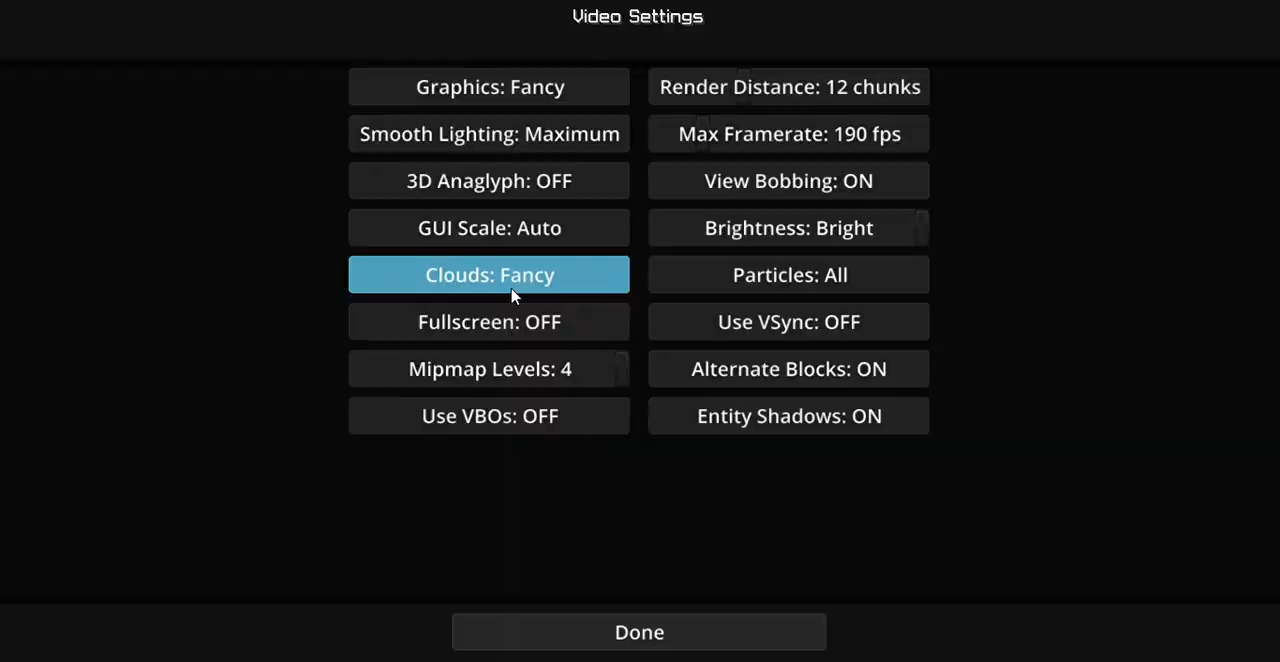 Video Settings
Graphics: Fancy
Render Distance: 12 chunks
Smooth Lighting: Maximum
Max Framerate: 190 fps
3D Anaglyph: OFF
View Bobbing: ON
GUI Scale: Auto
Brightness: Bright
Clouds: Fancy
Particles: All
Fullscreen: OFF
Use VSync: OFF
Mipmap Levels: 4
Alternate Blocks: ON
Use VBOs: OFF
Entity Shadows: ON
Done